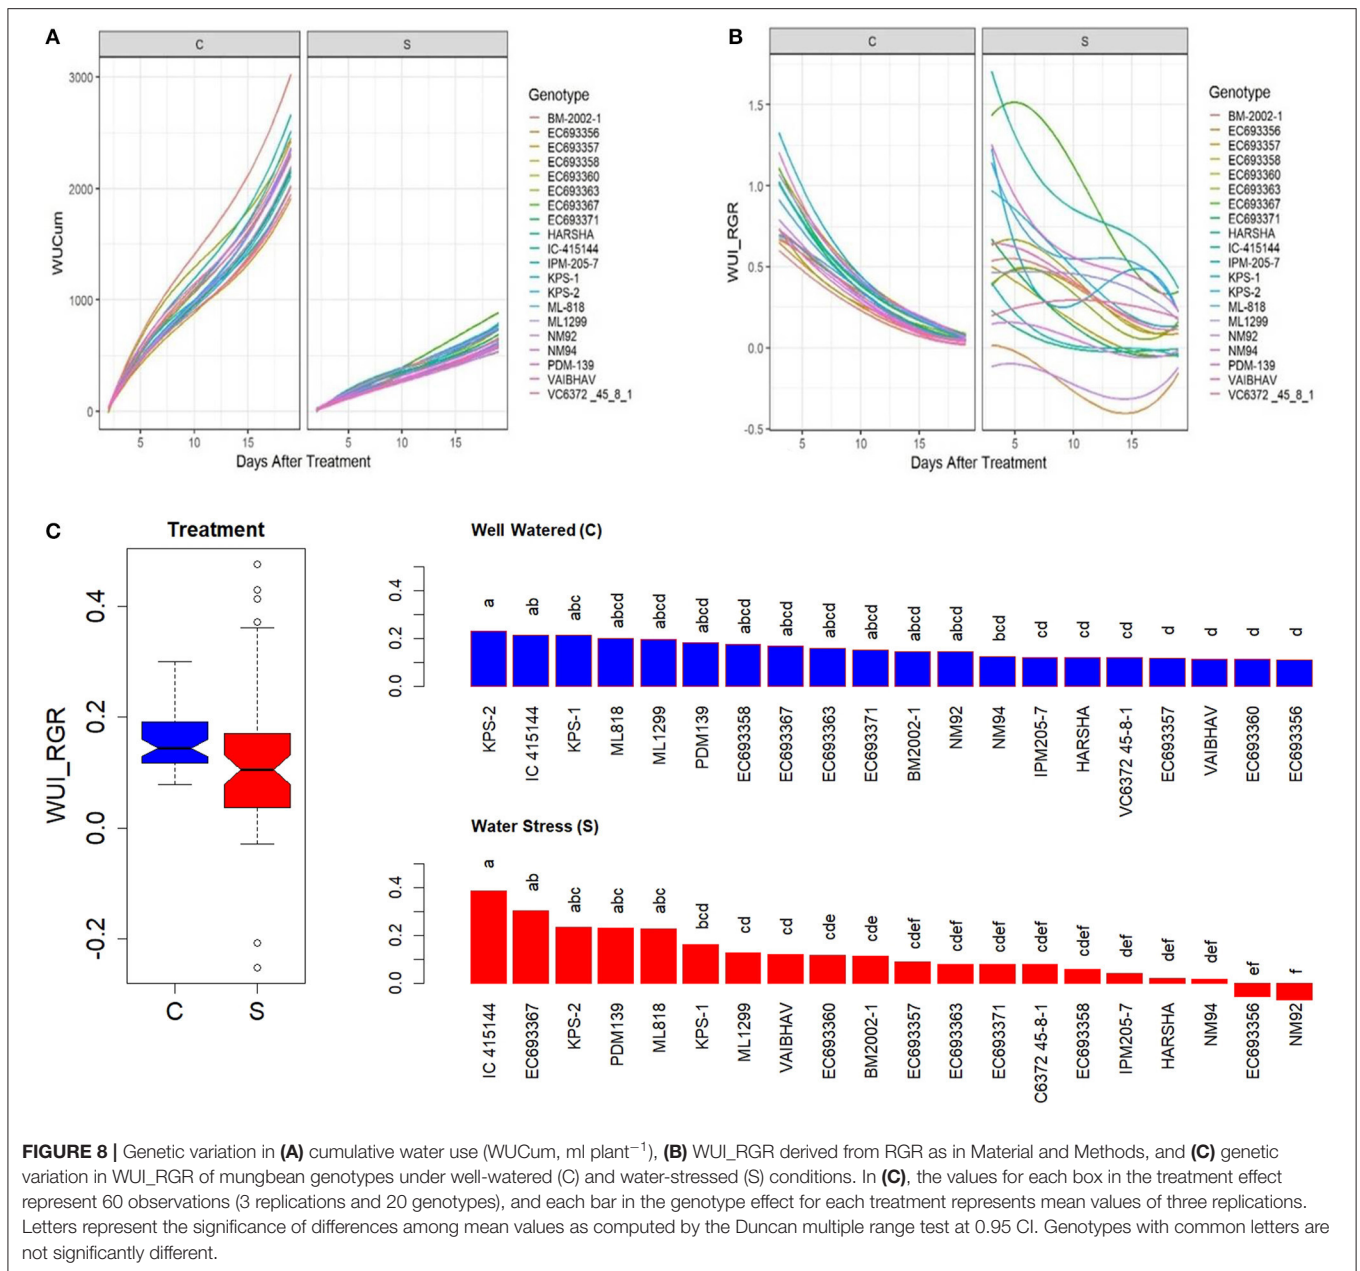 A
C
S
3000
2000
1000
0
WUCum
5
10
15
5
10
15
Days After Treatment
Genotype
BM-2002-1
EC693356
EC693357
EC693358
EC693360
EC693363
EC693367
EC693371
HARSHA
IC-415144
IPM-205-7
KPS-1
KPS-2
ML-818
ML1299
NM92
NM94
PDM-139
VAIBHAV
VC6372 _45_8_1
B
C
S
1.5
1.0
0.5
0.0
-0.5
WUI_RGR
5
10
15
5
10
15
Days After Treatment
Genotype
BM-2002-1
EC693356
EC693357
EC693358
EC693360
EC693363
EC693367
EC693371
HARSHA
IC-415144
IPM-205-7
KPS-1
KPS-2
ML-818
ML1299
NM92
NM94
PDM-139
VAIBHAV
VC6372 _45_8_1
C
Treatment
WUI_RGR
0.4
0.2
0.0
-0.2
C
S
Well Watered (C)
0.4
0.2
0.0
a
ab
abc
abcd
abcd
abcd
abcd
abcd
abcd
abcd
abcd
abcd
bcd
cd
cd
cd
d
d
d
d
KPS-2
IC 415144
KPS-1
ML818
ML1299
PDM139
EC693358
EC693367
EC693363
EC693371
BM2002-1
NM92
NM94
IPM205-7
HARSHA
VC6372 45-8-1
EC693357
VAIBHAV
EC693360
EC693356
Water Stress (S)
0.4
0.2
0.0
a
ab
abc
abc
abc
bcd
cd
cd
cde
cde
cdef
cdef
cdef
cdef
cdef
def
def
def
ef
f
IC 415144
EC693367
KPS-2
PDM139
ML818
KPS-1
ML1299
VAIBHAV
EC693360
BM2002-1
EC693357
EC693363
EC693371
C6372 45-8-1
EC693358
IPM205-7
HARSHA
NM94
EC693356
NM92
FIGURE 8 | Genetic variation in (A) cumulative water use (WUCum, ml plant⁻¹), (B) WUI_RGR derived from RGR as in Material and Methods, and (C) genetic
variation in WUI_RGR of mungbean genotypes under well-watered (C) and water-stressed (S) conditions. In (C), the values for each box in the treatment effect
represent 60 observations (3 replications and 20 genotypes), and each bar in the genotype effect for each treatment represents mean values of three replications.
Letters represent the significance of differences among mean values as computed by the Duncan multiple range test at 0.95 CI. Genotypes with common letters are
not significantly different.